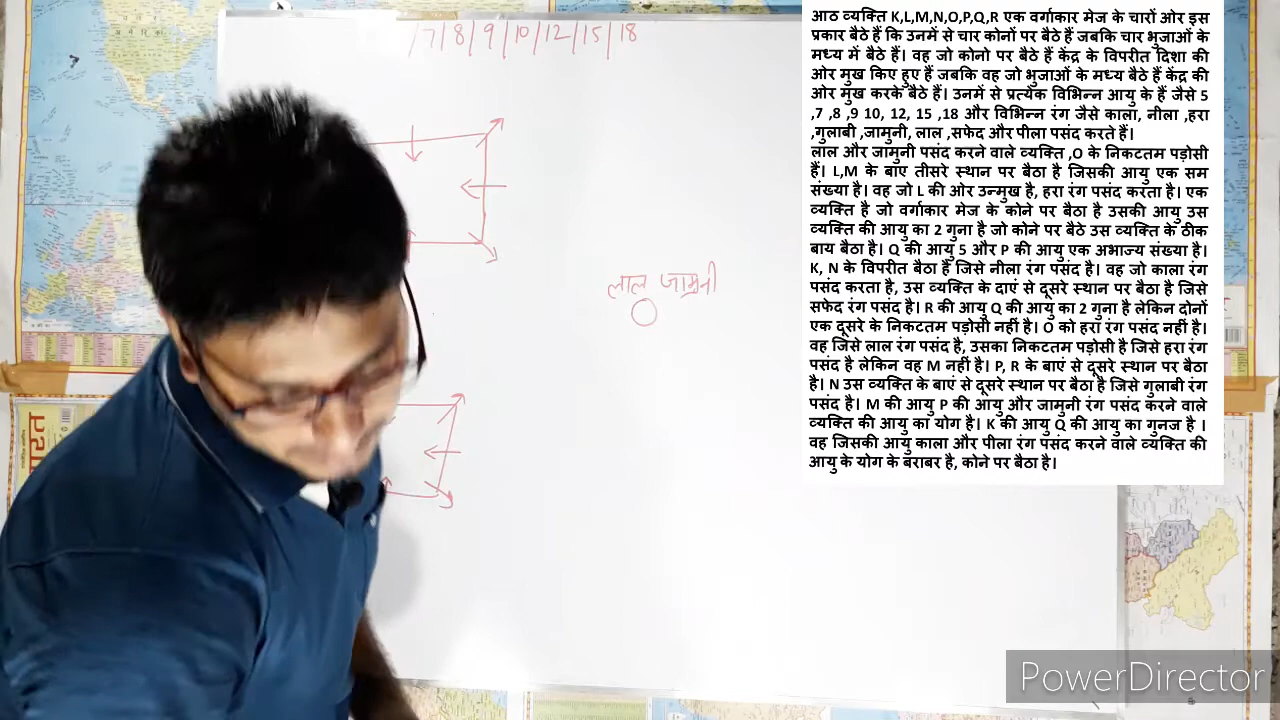 /7/8/9/10/12/15/18
लाल जामुनी
O
आठ व्यक्ति K,L,M,N,O,P,Q,R एक वर्गाकार मेज के चारों ओर इस
प्रकार बैठे हैं कि उनमें से चार कोनों पर बैठे हैं जबकि चार भुजाओं के
मध्य में बैठे हैं। वह जो कोनो पर बैठे हैं केंद्र के विपरीत दिशा की
ओर मुख किए हुए हैं जबकि वह जो भुजाओं के मध्य बैठे हैं केंद्र की
ओर मुख करके बैठे हैं। उनमें से प्रत्येक विभिन्न आयु के हैं जैसे 5
,7 ,8 ,9 10, 12, 15 ,18 और विभिन्न रंग जैसे काला, नीला ,हरा
,गुलाबी ,जामुनी, लाल ,सफेद और पीला पसंद करते हैं।
लाल और जामुनी पसंद करने वाले व्यक्ति ,O के निकटतम पड़ोसी
हैं। L,M के बाएं तीसरे स्थान पर बैठा है जिसकी आयु एक सम
संख्या है। वह जो L की ओर उन्मुख है, हरा रंग पसंद करता है। एक
व्यक्ति है जो वर्गाकार मेज के कोने पर बैठा है उसकी आयु उस
व्यक्ति की आयु का 2 गुना है जो कोने पर बैठे उस व्यक्ति के ठीक
बाय बैठा है। Q की आयु 5 और P की आयु एक अभाज्य संख्या है।
K, N के विपरीत बैठा है जिसे नीला रंग पसंद है। वह जो काला रंग
पसंद करता है, उस व्यक्ति के दाएं से दूसरे स्थान पर बैठा है जिसे
सफेद रंग पसंद है। R की आयु Q की आयु का 2 गुना है लेकिन दोनों
एक दूसरे के निकटतम पड़ोसी नहीं है। O को हरा रंग पसंद नहीं है।
वह जिसे लाल रंग पसंद है, उसका निकटतम पड़ोसी है जिसे हरा रंग
पसंद है लेकिन वह M नहीं है। P, R के बाएं से दूसरे स्थान पर बैठा
है। N उस व्यक्ति के बाएं से दूसरे स्थान पर बैठा है जिसे गुलाबी रंग
पसंद है। M की आयु P की आयु और जामुनी रंग पसंद करने वाले
व्यक्ति की आयु का योग है। K की आयु Q की आयु का गुनज है ।
वह जिसकी आयु काला और पीला रंग पसंद करने वाले व्यक्ति की
आयु के योग के बराबर है, कोने पर बैठा है।
PowerDirector